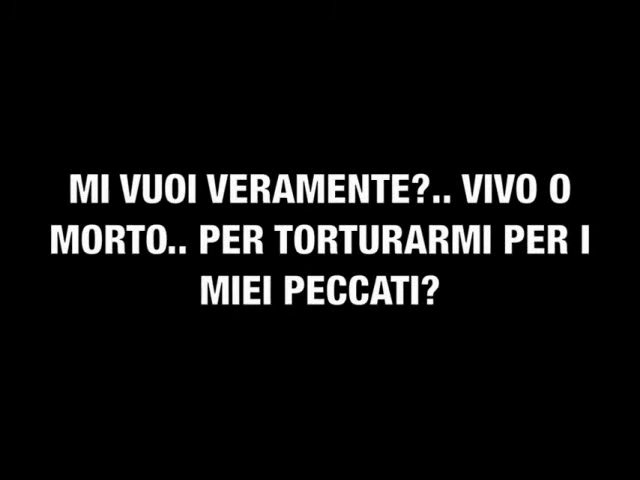 MI VUOI VERAMENTE?.. VIVO O
MORTO.. PER TORTURARMI PER I
MIEI PECCATI?